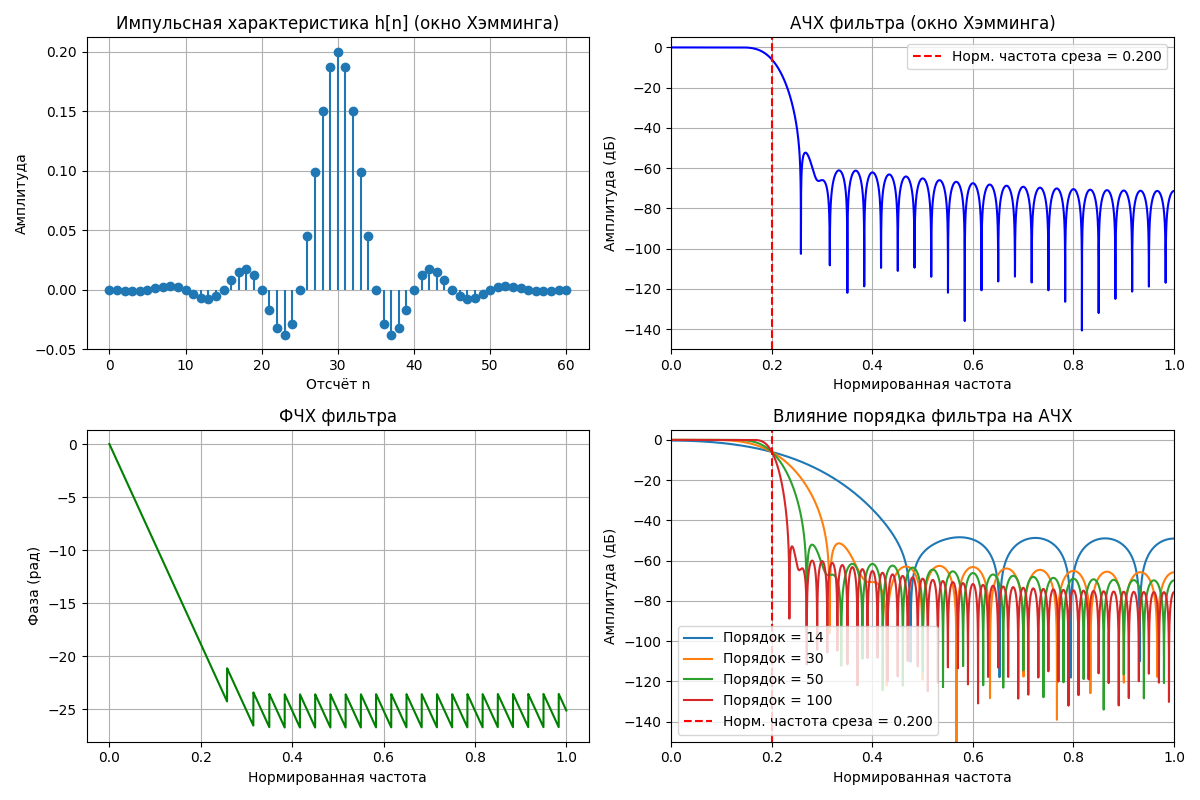 Импульсная характеристика h[n] (окно Хэмминга)
Амплитуда
0.20
0.15
0.10
0.05
0.00
−0.05
0 10 20 30 40 50 60
Отсчёт n
АЧХ фильтра (окно Хэмминга)
Амплитуда (дБ)
0
−20
−40
−60
−80
−100
−120
−140
Норм. частота среза = 0.200
0.0 0.2 0.4 0.6 0.8 1.0
Нормированная частота
ФЧХ фильтра
Фаза (рад)
0
−5
−10
−15
−20
−25
0.0 0.2 0.4 0.6 0.8 1.0
Нормированная частота
Влияние порядка фильтра на АЧХ
Амплитуда (дБ)
0
−20
−40
−60
−80
−100
−120
−140
Порядок = 14
Порядок = 30
Порядок = 50
Порядок = 100
Норм. частота среза = 0.200
0.0 0.2 0.4 0.6 0.8 1.0
Нормированная частота